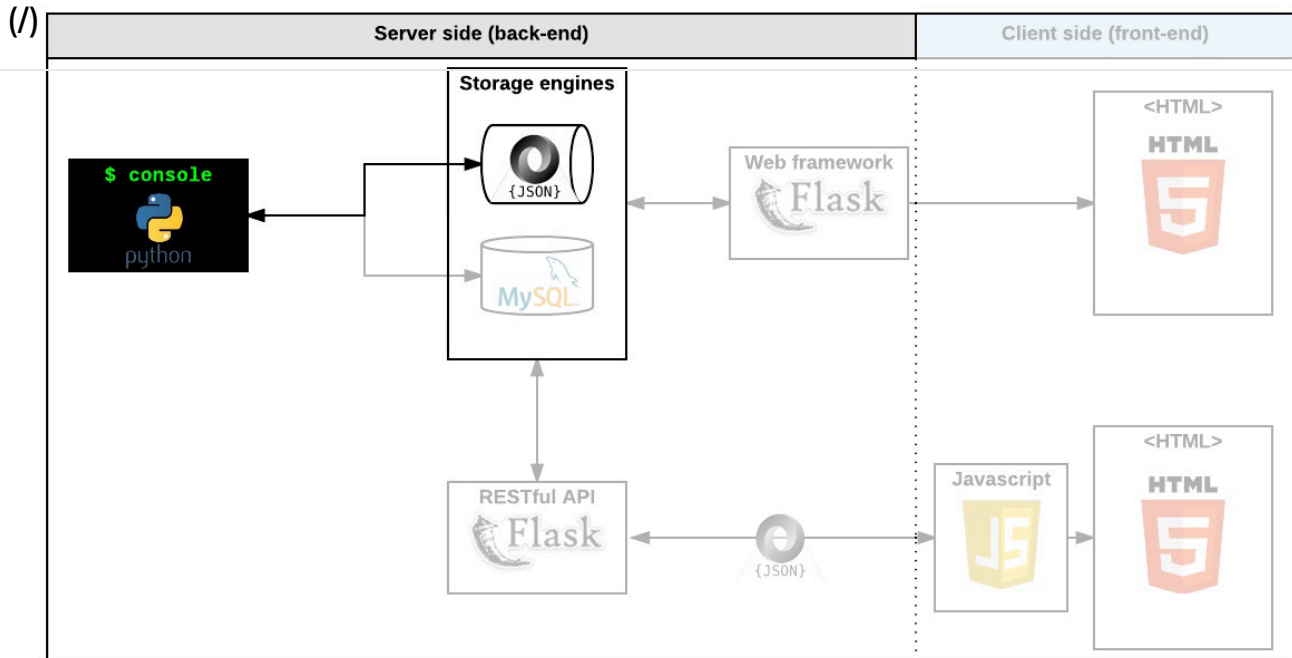 (/)
Server side (back-end)
Client side (front-end)
Storage engines
<HTML>
$ console
python
{JSON}
Web framework
Flask
HTML
5
MySQL
RESTful API
Flask
{JSON}
Javascript
JS
<HTML>
HTML
5